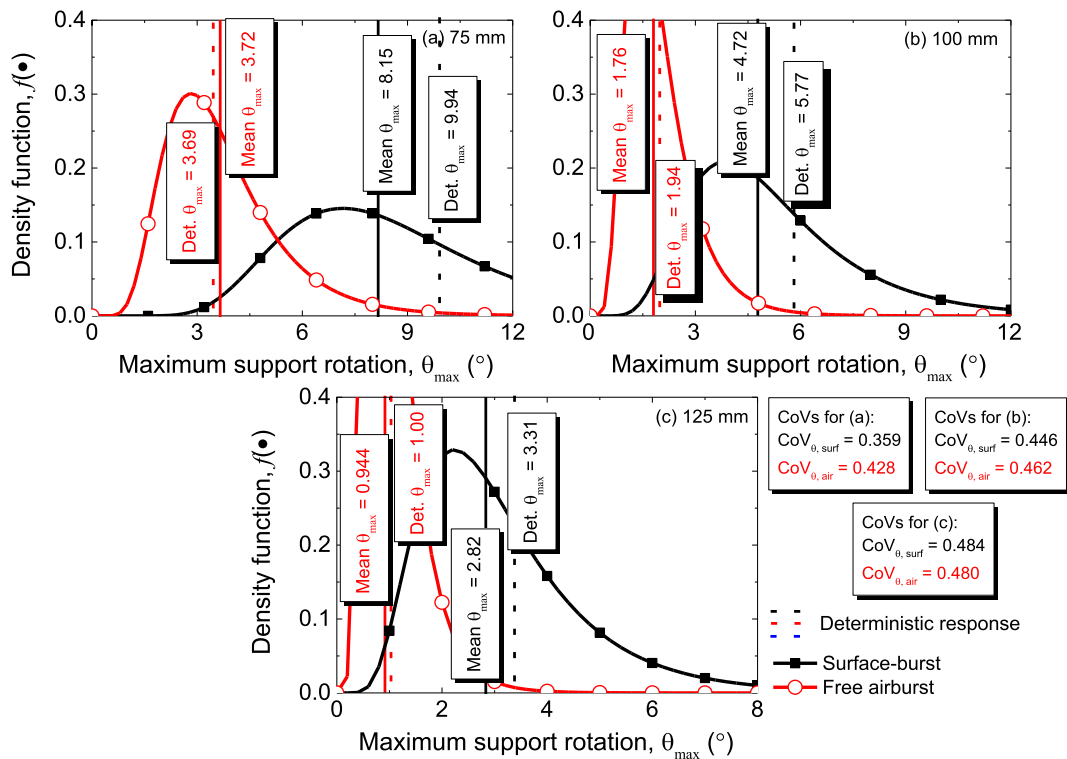 (a) 75 mm
Density function, f(●)
0.4
0.3
0.2
0.1
0.0
Det. θmax = 3.69
Mean θmax = 3.72
Mean θmax = 8.15
Det. θmax = 9.94
0
3
6
9
12
Maximum support rotation, θmax (°)
(b) 100 mm
Density function, f(●)
0.4
0.3
0.2
0.1
0.0
Mean θmax = 1.76
Det. θmax = 1.94
Mean θmax = 4.72
Det. θmax = 5.77
0
3
6
9
12
Maximum support rotation, θmax (°)
(c) 125 mm
Density function, f(●)
0.4
0.3
0.2
0.1
0.0
Mean θmax = 0.944
Det. θmax = 1.00
Mean θmax = 2.82
Det. θmax = 3.31
0
2
4
6
8
Maximum support rotation, θmax (°)
CoVs for (a):
CoVθ, surf = 0.359
CoVθ, air = 0.428
CoVs for (b):
CoVθ, surf = 0.446
CoVθ, air = 0.462
CoVs for (c):
CoVθ, surf = 0.484
CoVθ, air = 0.480
Deterministic response
Surface-burst
Free airburst